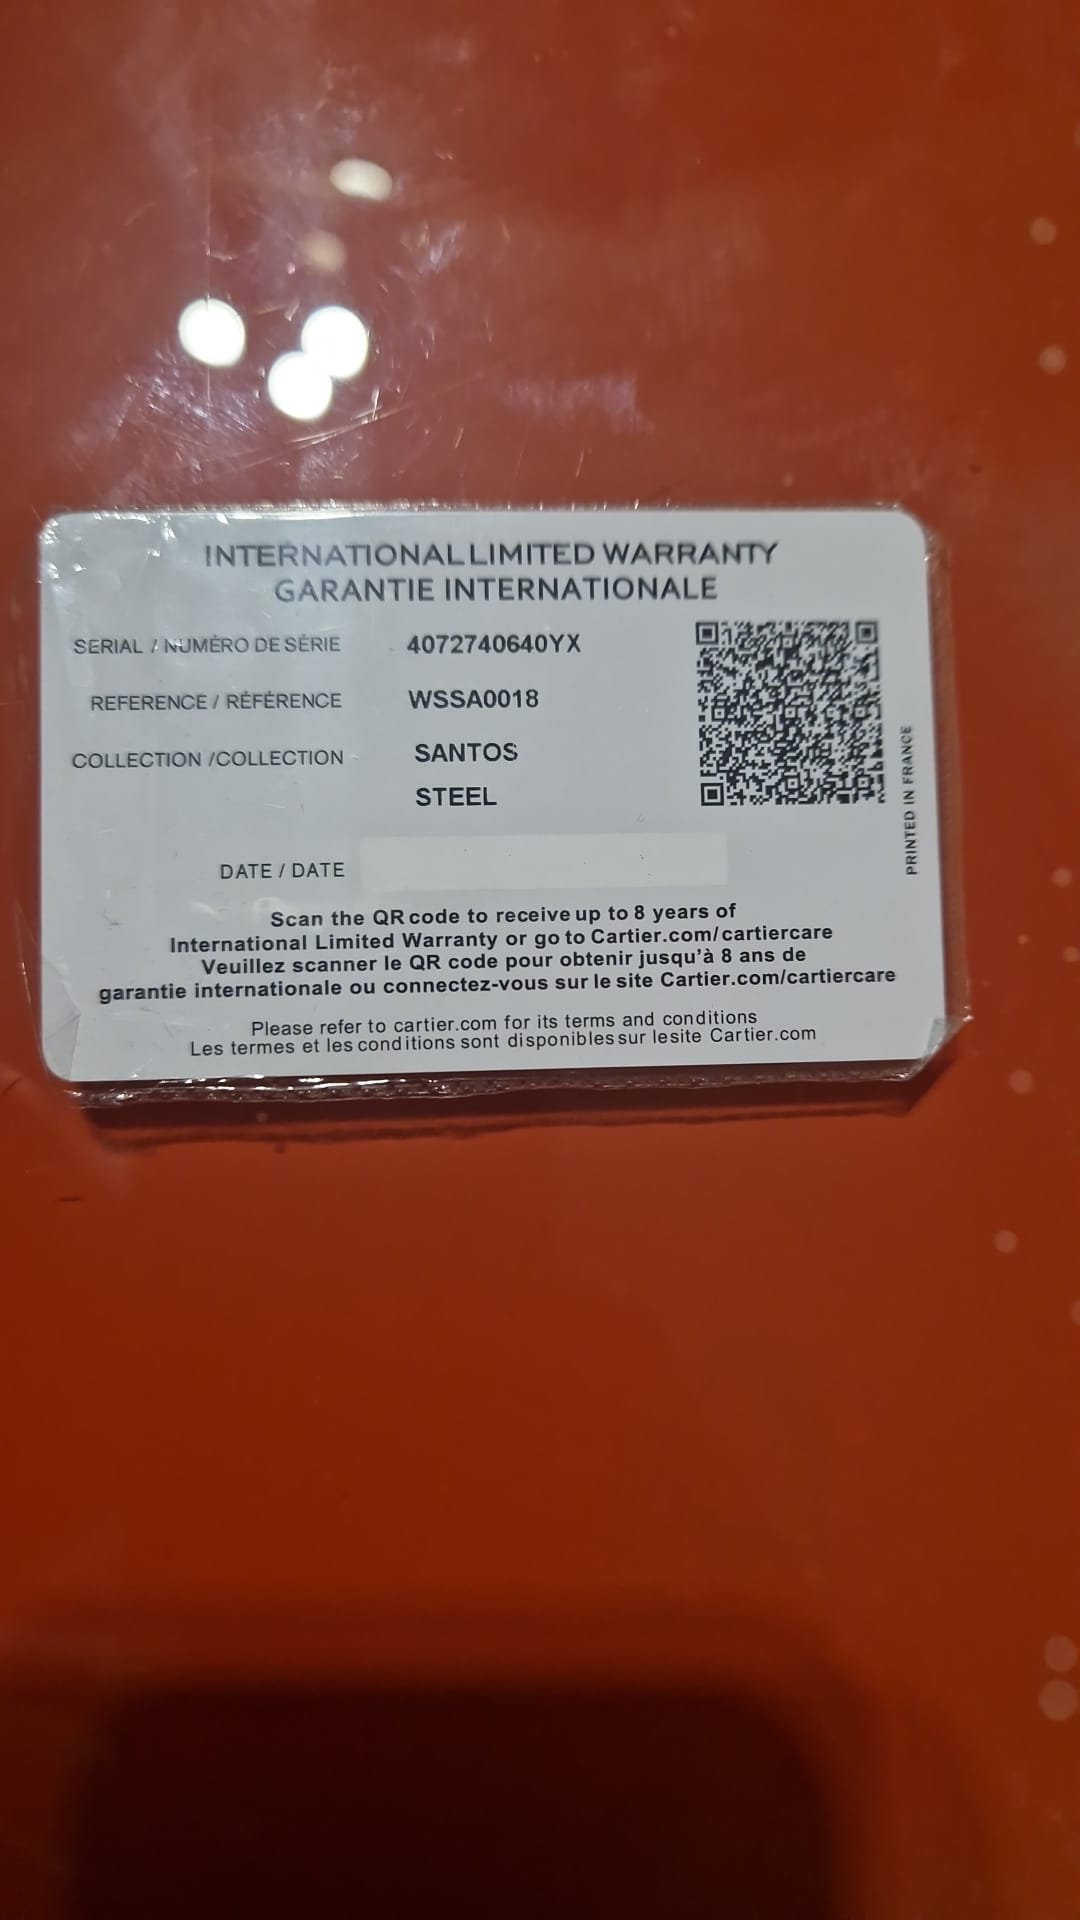 INTERNATIONAL LIMITED WARRANTY
GARANTIE INTERNATIONALE
SERIAL / NUMÉRO DE SÉRIE 4072740640YX
REFERENCE / RÉFÉRENCE WSSA0018
COLLECTION /COLLECTION SANTOS
STEEL
PRINTED IN FRANCE
DATE / DATE
Scan the QR code to receive up to 8 years of
International Limited Warranty or go to Cartier.com/cartiercare
Veuillez scanner le QR code pour obtenir jusqu'à 8 ans de
garantie internationale ou connectez-vous sur le site Cartier.com/cartiercare
Please refer to cartier.com for its terms and conditions
Les termes et les conditions sont disponibles sur le site Cartier.com